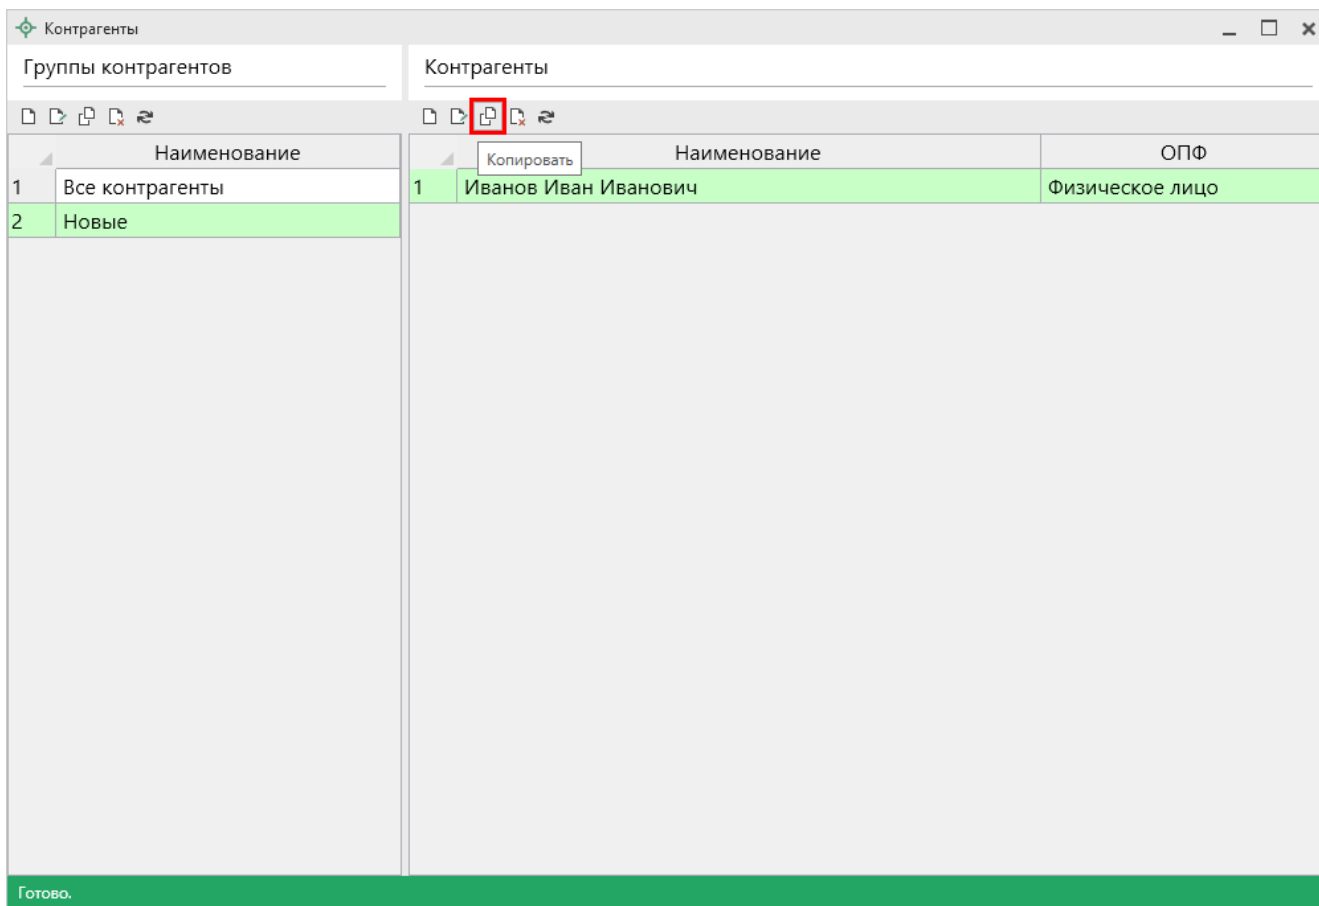 Контрагенты
Группы контрагентов
Контрагенты
Наименование
1 Все контрагенты
2 Новые
Копировать
Наименование ОПФ
1 Иванов Иван Иванович Физическое лицо
Готово.